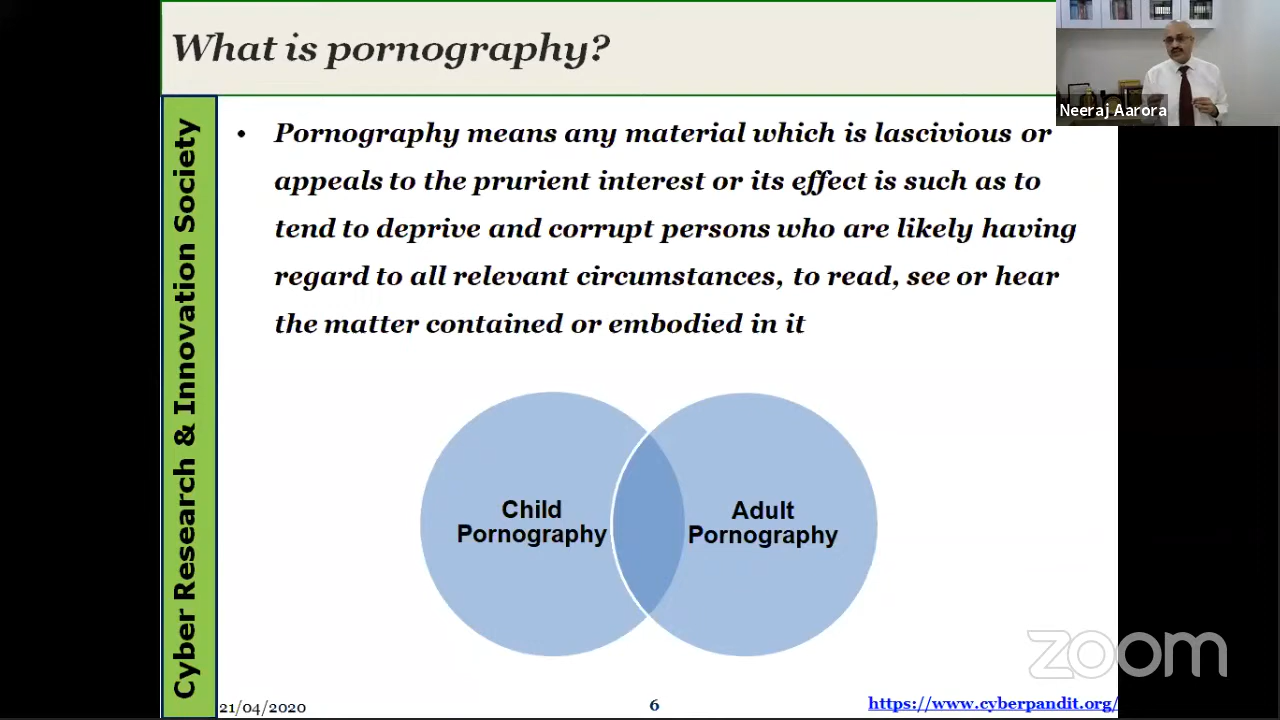 What is pornography?
Neeraj Aarora
Cyber Research & Innovation Society
• Pornography means any material which is lascivious or
appeals to the prurient interest or its effect is such as to
tend to deprive and corrupt persons who are likely having
regard to all relevant circumstances, to read, see or hear
the matter contained or embodied in it
Child
Pornography
Adult
Pornography
zoom
21/04/2020
6
https://www.cyberpandit.org/